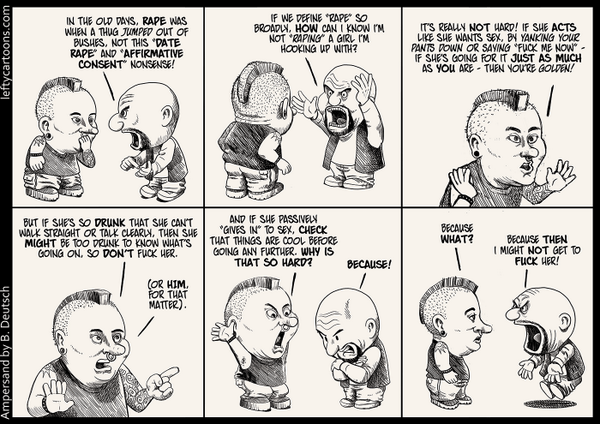 IN THE OLD DAYS, RAPE WAS
WHEN A THUG JUMPED OUT OF
BUSHES, NOT THIS "DATE
RAPE" AND "AFFIRMATIVE
CONSENT" NONSENSE!
IF WE DEFINE "RAPE" SO
BROADLY, HOW CAN I KNOW I'M
NOT "RAPING" A GIRL I'M
HOOKING UP WITH?
IT'S REALLY NOT HARD! IF SHE ACTS
LIKE SHE WANTS SEX, BY YANKING YOUR
PANTS DOWN OR SAYING "FUCK ME NOW" -
IF SHE'S GOING FOR IT JUST AS MUCH
AS YOU ARE - THEN YOU'RE GOLDEN!
BUT IF SHE'S SO DRUNK THAT SHE CAN'T
WALK STRAIGHT OR TALK CLEARLY, THEN SHE
MIGHT BE TOO DRUNK TO KNOW WHAT'S
GOING ON, SO DON'T FUCK HER.
(OR HIM,
FOR THAT
MATTER).
AND IF SHE PASSIVELY
"GIVES IN" TO SEX, CHECK
THAT THINGS ARE COOL BEFORE
GOING ANY FURTHER. WHY IS
THAT SO HARD?
BECAUSE!
BECAUSE
WHAT?
BECAUSE THEN
I MIGHT NOT GET TO
FUCK HER!
leftycartoons.com
Ampersand by B. Deutsch